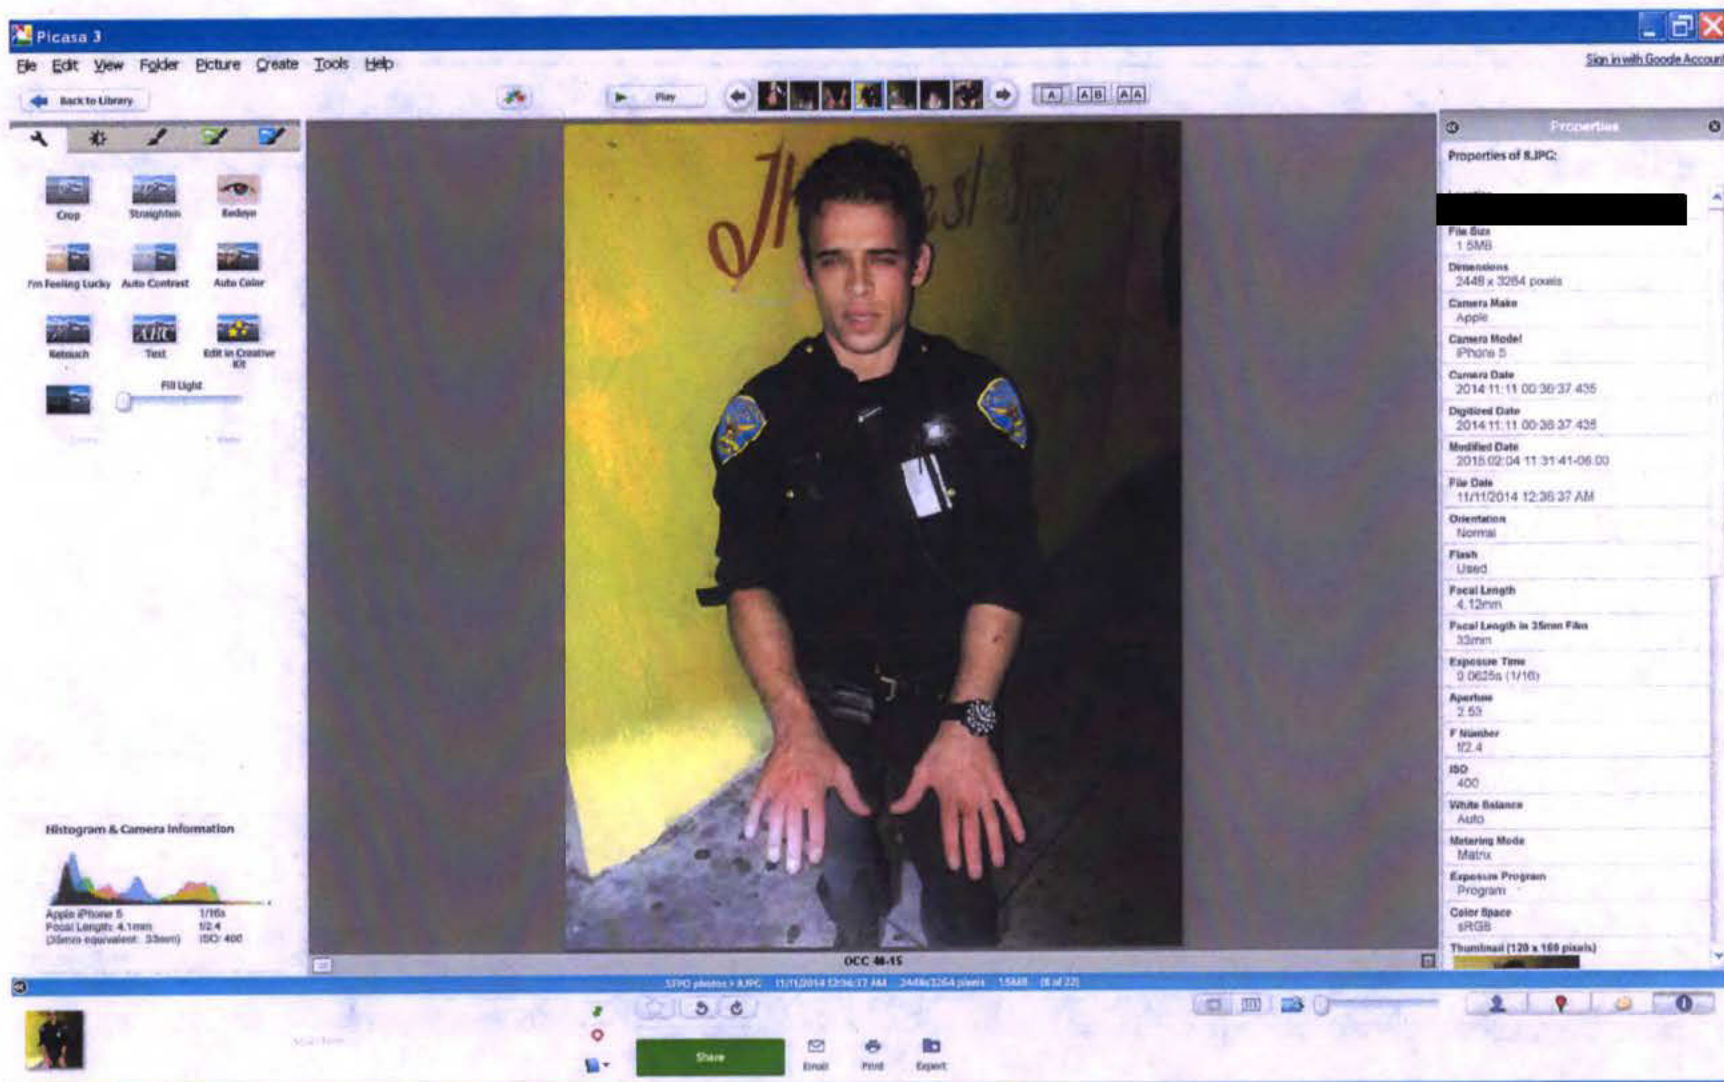 Picasa 3
File Edit View Folder Picture Create Tools Help
Sign in with Google Account
Back to Library
Play
A AB AA
Crop
Straighten
Redeye
I'm Feeling Lucky
Auto Contrast
Auto Color
Retouch
Text
Edit in Creative Kit
Fill Light
Histogram & Camera Information
Apple iPhone 5 1/16s
Focal Length: 4.1mm f/2.4
(35mm equivalent: 33mm) ISO: 400
Properties
Properties of 8.JPG:
File Size
1.5MB
Dimensions
2448 x 3264 pixels
Camera Make
Apple
Camera Model
iPhone 5
Camera Date
2014:11:11 00:36:37.435
Digitized Date
2014:11:11 00:36:37.435
Modified Date
2015:02:04 11:31:41-06:00
File Date
11/11/2014 12:36:37 AM
Orientation
Normal
Flash
Used
Focal Length
4.12mm
Focal Length in 35mm Film
33mm
Exposure Time
0.0625s (1/16)
Aperture
2.53
F Number
f/2.4
ISO
400
White Balance
Auto
Metering Mode
Matrix
Exposure Program
Program
Color Space
sRGB
Thumbnail (120 x 160 pixels)
OCC 46-15
SFPD photos > 8.JPG 11/11/2014 12:36:37 AM 2448x3264 pixels 1.5MB (8 of 22)
Share
Email
Print
Export